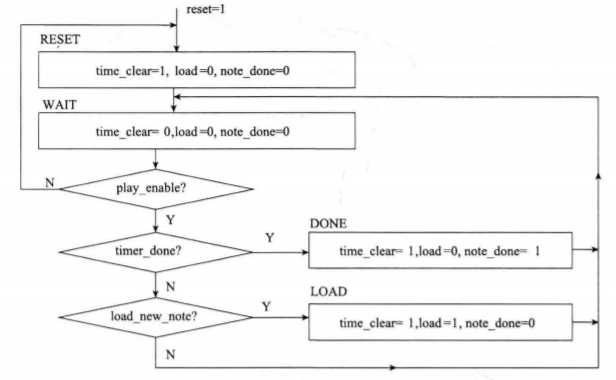 reset=1
RESET
time_clear=1, load=0, note_done=0
WAIT
time_clear= 0,load=0, note_done=0
N
play_enable?
Y
DONE
timer_done?
Y
time_clear= 1,load=0, note_done= 1
N
LOAD
load_new_note?
Y
time_clear= 1,load=1, note_done=0
N